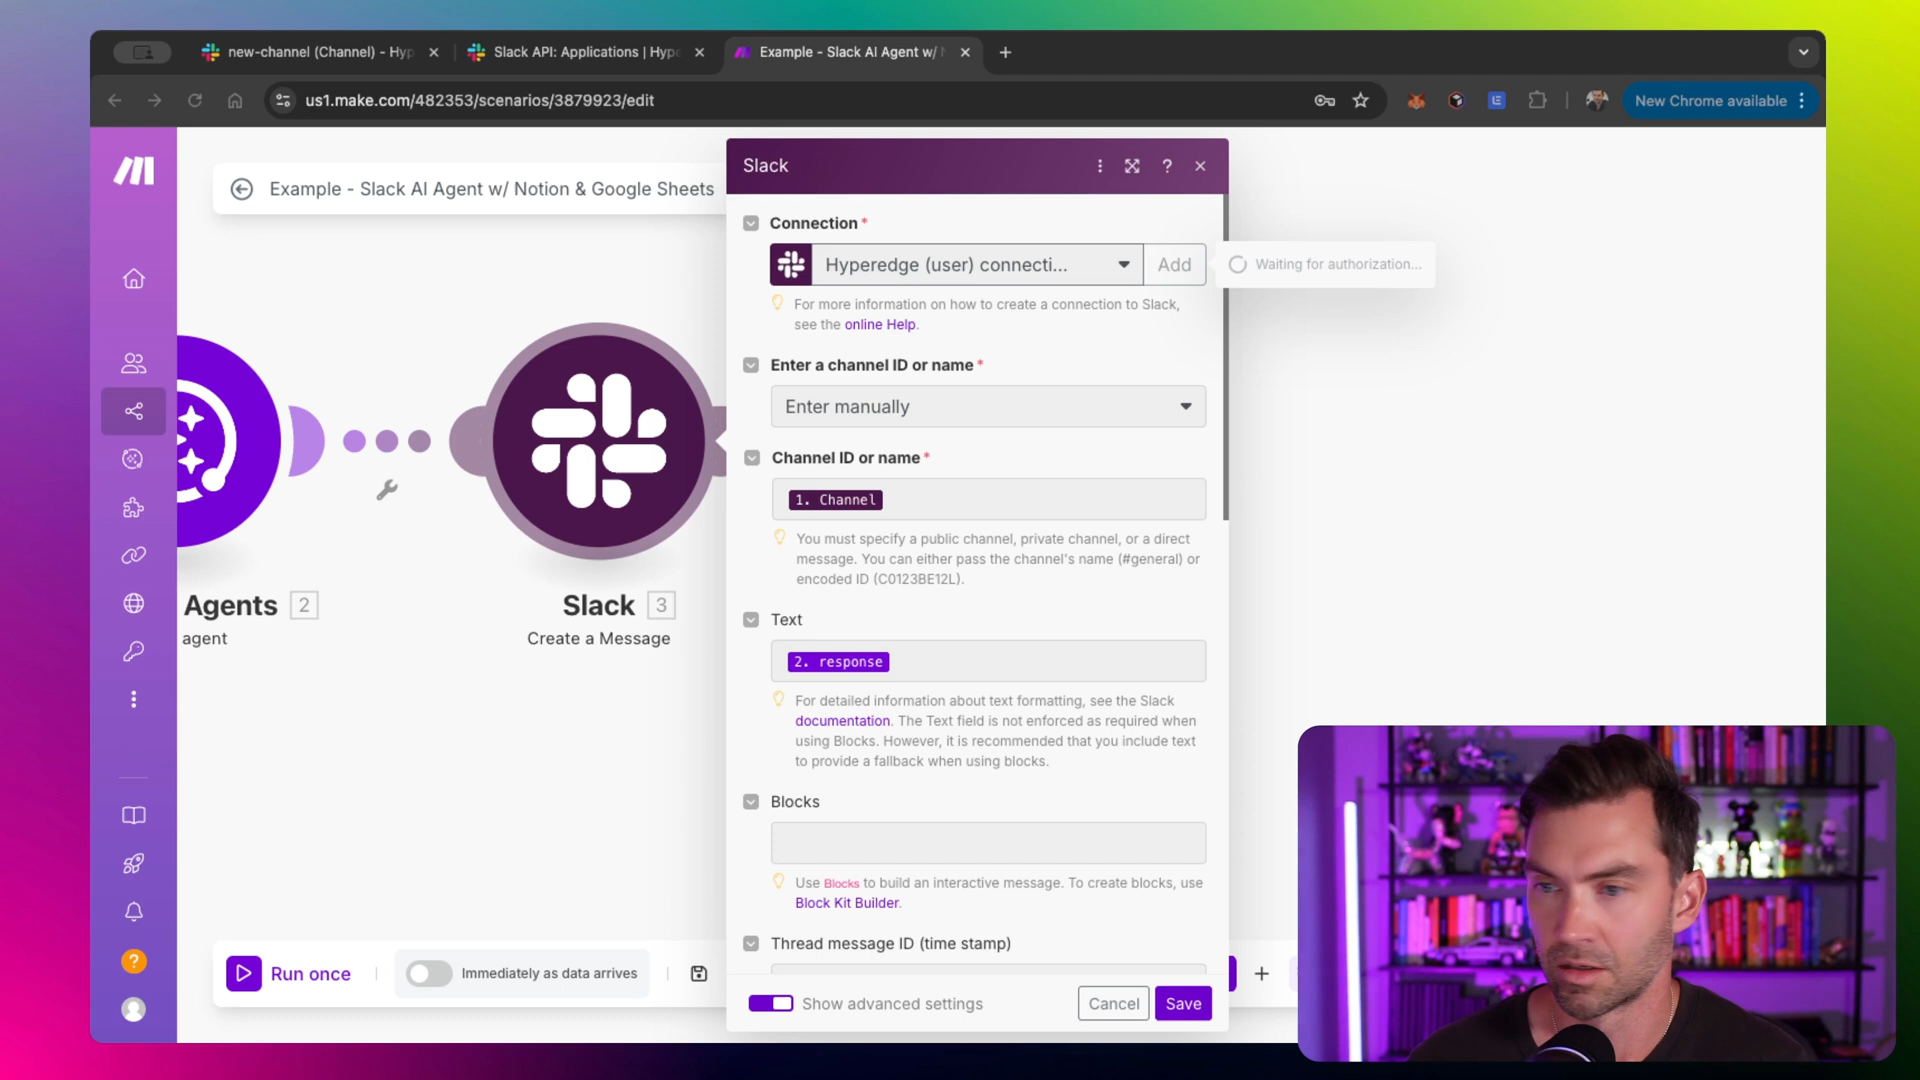 new-channel (Channel) - Hyp
Slack API: Applications | Hype
Example - Slack AI Agent w/ N
us1.make.com/482353/scenarios/3879923/edit
New Chrome available
Example - Slack AI Agent w/ Notion & Google Sheets
Slack
?
Connection *
Hyperedge (user) connecti...
Add
Waiting for authorization...
For more information on how to create a connection to Slack,
see the online Help.
Enter a channel ID or name *
Enter manually
Channel ID or name *
1. Channel
You must specify a public channel, private channel, or a direct
message. You can either pass the channel's name (#general) or
encoded ID (C0123BE12L).
Text
2. response
For detailed information about text formatting, see the Slack
documentation. The Text field is not enforced as required when
using Blocks. However, it is recommended that you include text
to provide a fallback when using blocks.
Blocks
Use Blocks to build an interactive message. To create blocks, use
Block Kit Builder.
Thread message ID (time stamp)
Show advanced settings
Cancel
Save
Agents 2
agent
Slack 3
Create a Message
Run once
Immediately as data arrives
?